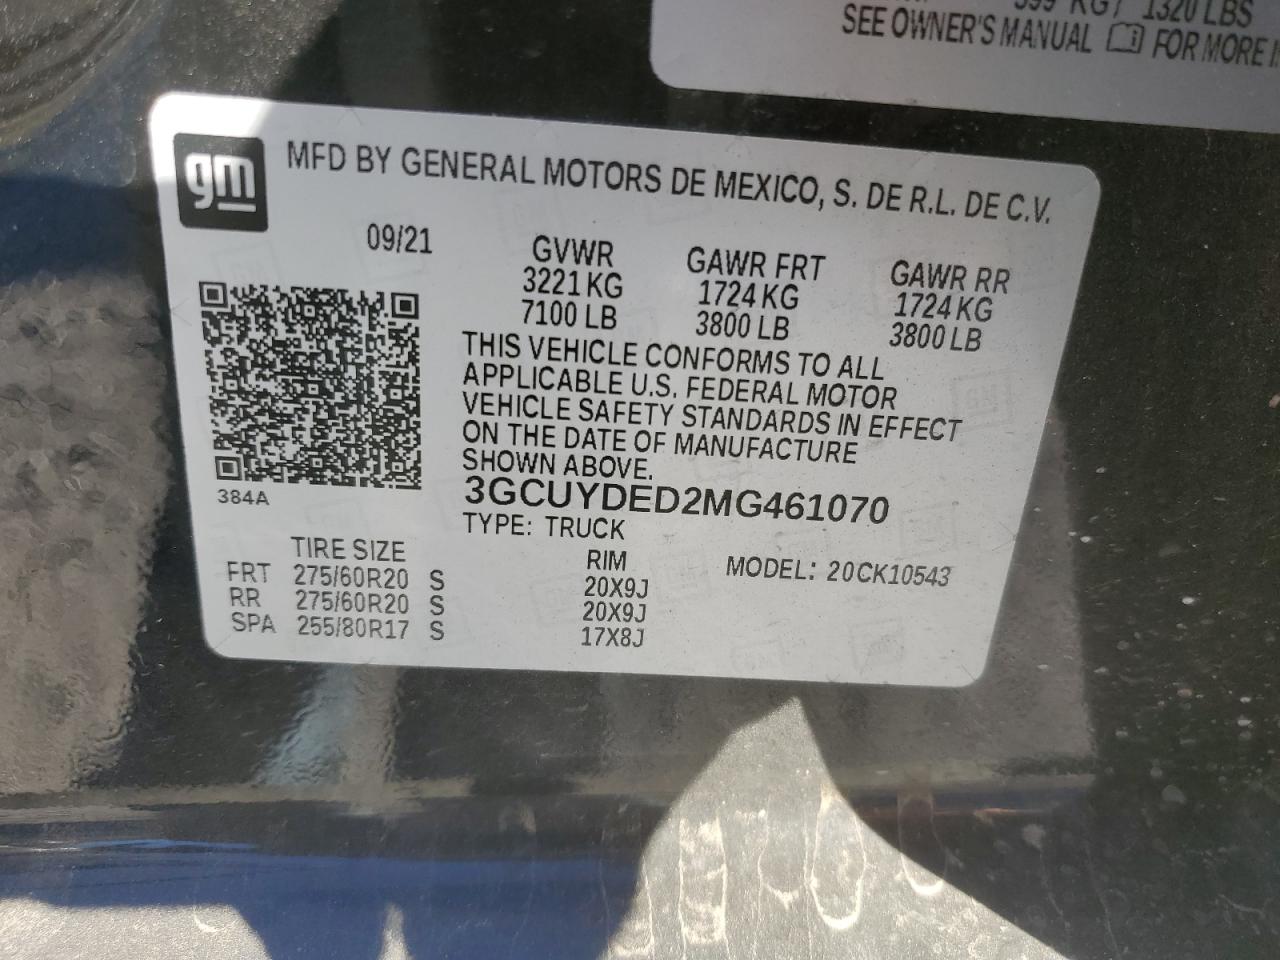 1320 LBS
SEE OWNER'S MANUAL FOR MORE
gm
MFD BY GENERAL MOTORS DE MEXICO, S. DE R.L. DE C.V.
09/21
GVWR GAWR FRT GAWR RR
3221 KG 1724 KG 1724 KG
7100 LB 3800 LB 3800 LB
THIS VEHICLE CONFORMS TO ALL
APPLICABLE U.S. FEDERAL MOTOR
VEHICLE SAFETY STANDARDS IN EFFECT
ON THE DATE OF MANUFACTURE
SHOWN ABOVE.
384A
3GCUYDED2MG461070
TYPE: TRUCK
TIRE SIZE RIM MODEL: 20CK10543
FRT 275/60R20 S 20X9J
RR 275/60R20 S 20X9J
SPA 255/80R17 S 17X8J